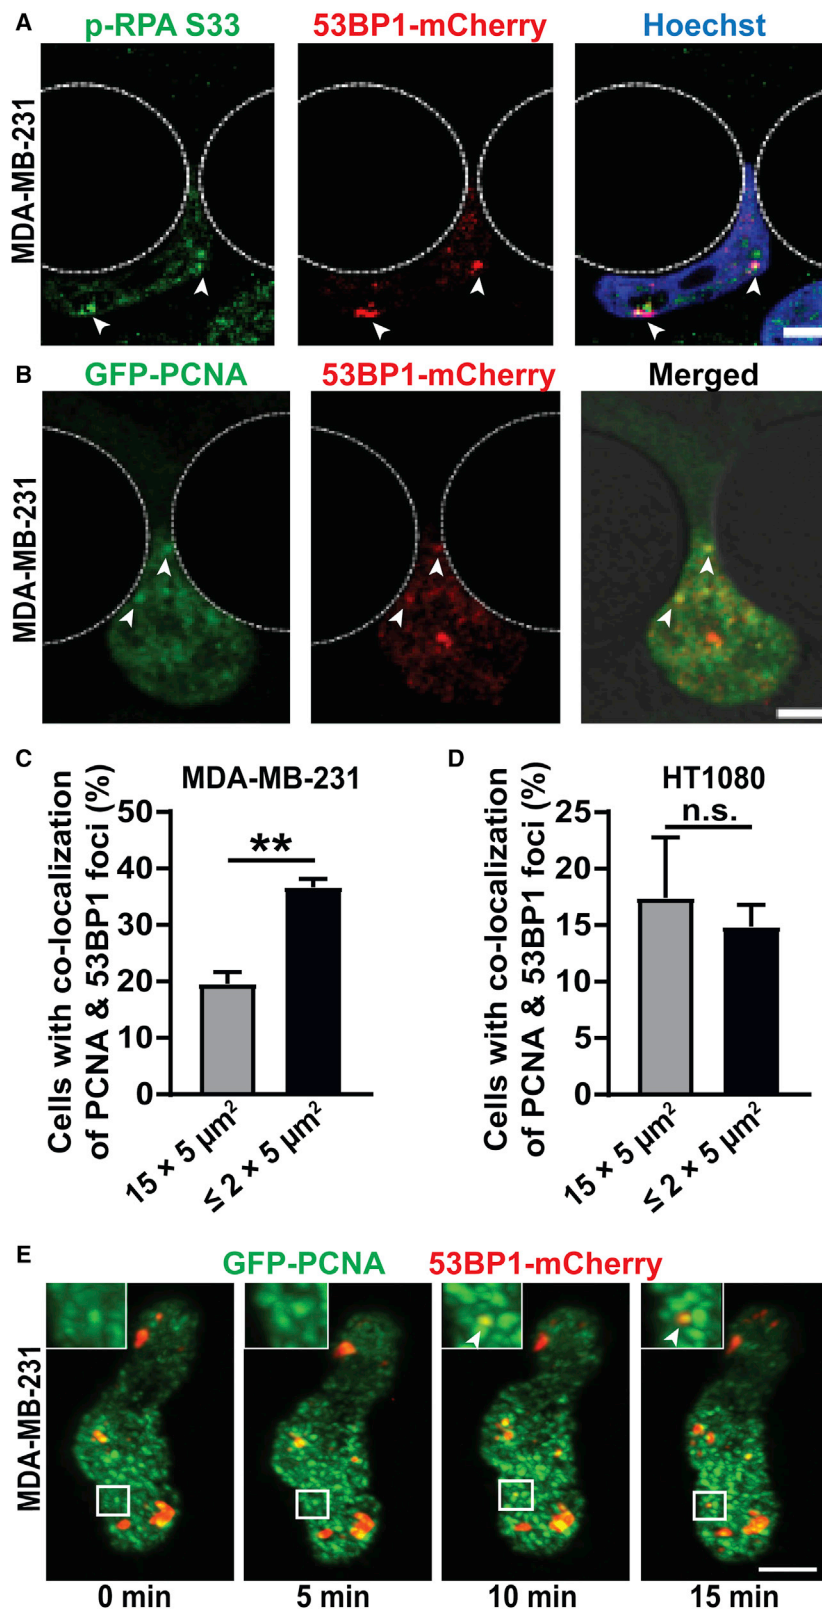 A
p-RPA S33
53BP1-mCherry
Hoechst
MDA-MB-231
B
GFP-PCNA
53BP1-mCherry
Merged
MDA-MB-231
C
MDA-MB-231
Cells with co-localization
of PCNA & 53BP1 foci (%)
50
40
30
20
10
0
**
15 × 5 µm²
≤ 2 × 5 µm²
D
HT1080
Cells with co-localization
of PCNA & 53BP1 foci (%)
25
20
15
10
5
0
n.s.
15 × 5 µm²
≤ 2 × 5 µm²
E
GFP-PCNA
53BP1-mCherry
MDA-MB-231
0 min
5 min
10 min
15 min